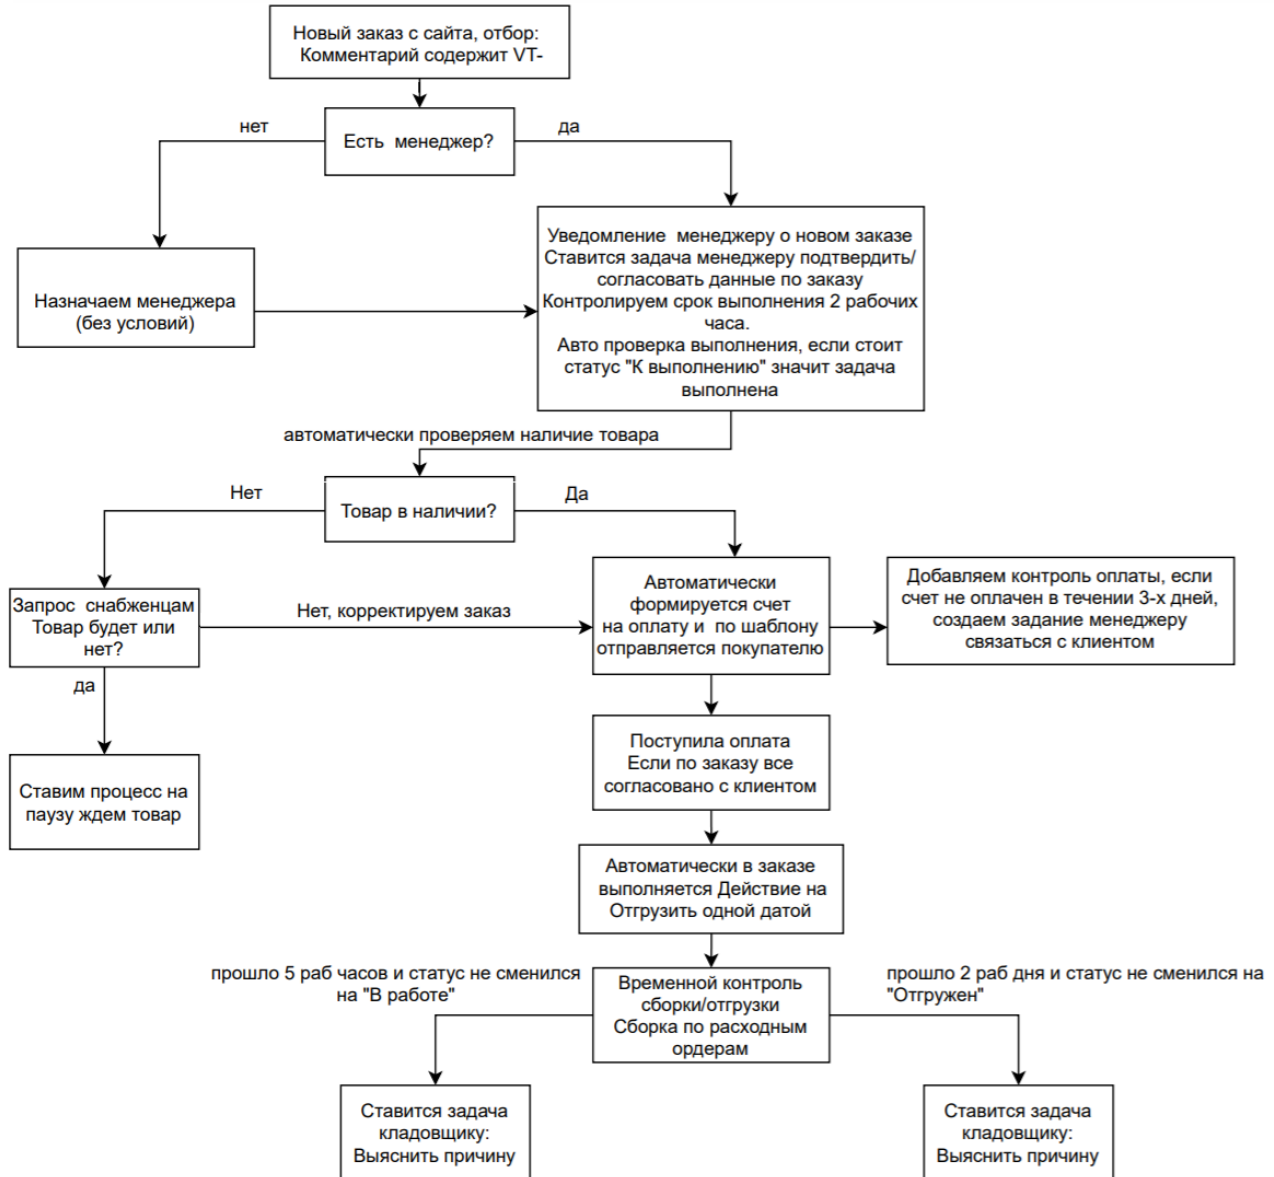 Новый заказ с сайта, отбор:
Комментарий содержит VT-
нет
да
Есть менеджер?
Уведомление менеджеру о новом заказе
Ставится задача менеджеру подтвердить/
согласовать данные по заказу
Контролируем срок выполнения 2 рабочих
часа.
Авто проверка выполнения, если стоит
статус "К выполнению" значит задача
выполнена
Назначаем менеджера
(без условий)
автоматически проверяем наличие товара
Нет
Да
Товар в наличии?
Запрос снабженцам
Товар будет или
нет?
Нет, корректируем заказ
Автоматически
формируется счет
на оплату и по шаблону
отправляется покупателю
Добавляем контроль оплаты, если
счет не оплачен в течении 3-х дней,
создаем задание менеджеру
связаться с клиентом
да
Ставим процесс на
паузу ждем товар
Поступила оплата
Если по заказу все
согласовано с клиентом
Автоматически в заказе
выполняется Действие на
Отгрузить одной датой
прошло 5 раб часов и статус не сменился
на "В работе"
Временной контроль
сборки/отгрузки
Сборка по расходным
ордерам
прошло 2 раб дня и статус не сменился на
"Отгружен"
Ставится задача
кладовщику:
Выяснить причину
Ставится задача
кладовщику:
Выяснить причину